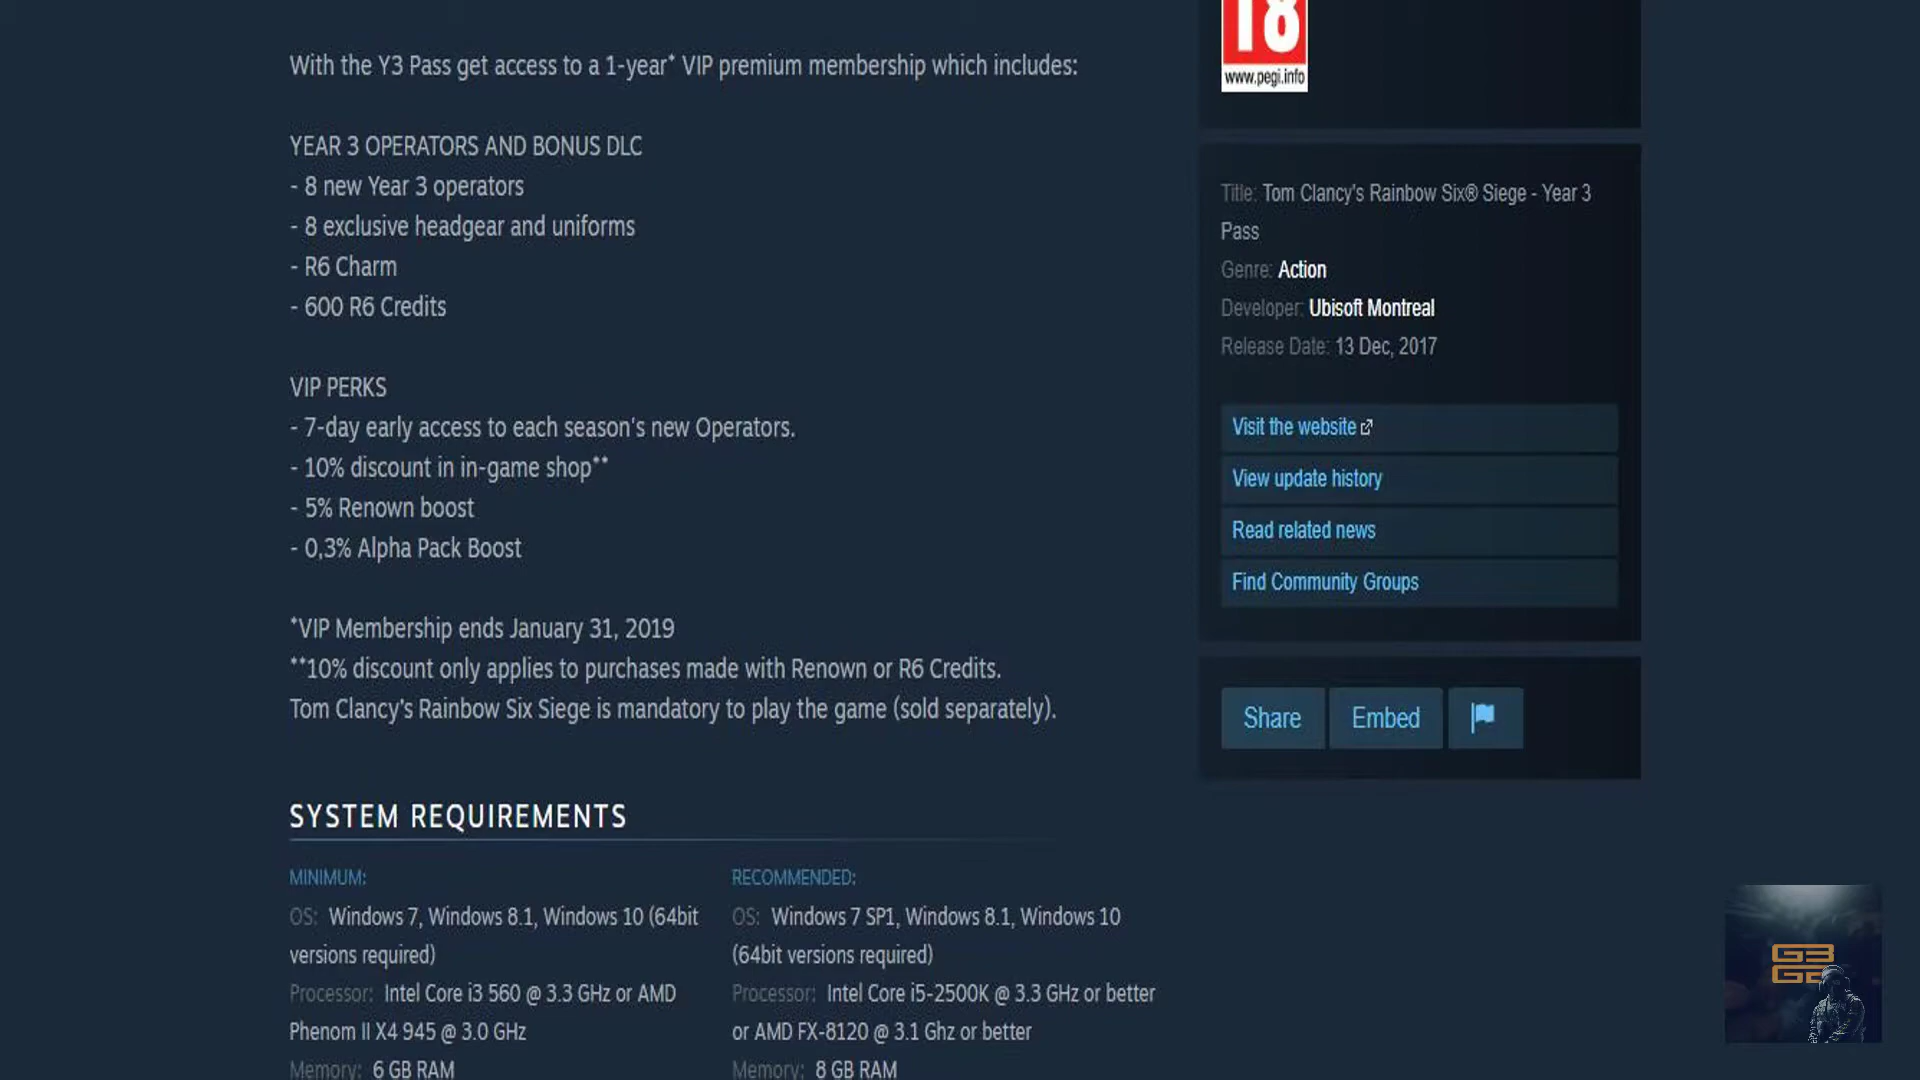 With the Y3 Pass get access to a 1-year* VIP premium membership which includes:
YEAR 3 OPERATORS AND BONUS DLC
- 8 new Year 3 operators
- 8 exclusive headgear and uniforms
- R6 Charm
- 600 R6 Credits
VIP PERKS
- 7-day early access to each season's new Operators.
- 10% discount in in-game shop**
- 5% Renown boost
- 0,3% Alpha Pack Boost
*VIP Membership ends January 31, 2019
**10% discount only applies to purchases made with Renown or R6 Credits.
Tom Clancy's Rainbow Six Siege is mandatory to play the game (sold separately).
SYSTEM REQUIREMENTS
MINIMUM:
OS: Windows 7, Windows 8.1, Windows 10 (64bit
versions required)
Processor: Intel Core i3 560 @ 3.3 GHz or AMD
Phenom II X4 945 @ 3.0 GHz
Memory: 6 GB RAM
RECOMMENDED:
OS: Windows 7 SP1, Windows 8.1, Windows 10
(64bit versions required)
Processor: Intel Core i5-2500K @ 3.3 GHz or better
or AMD FX-8120 @ 3.1 Ghz or better
Memory: 8 GB RAM
18
www.pegi.info
Title: Tom Clancy's Rainbow Six® Siege - Year 3
Pass
Genre: Action
Developer: Ubisoft Montreal
Release Date: 13 Dec, 2017
Visit the website
View update history
Read related news
Find Community Groups
Share
Embed